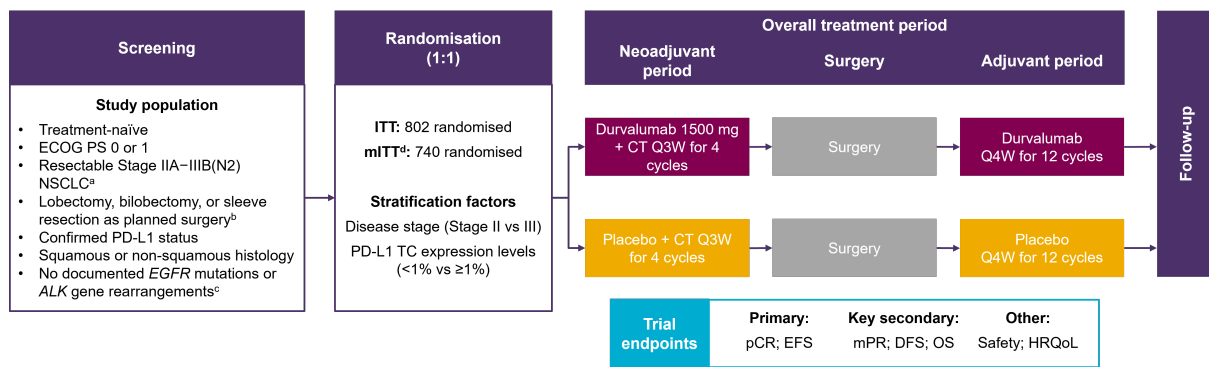 Screening
Study population
• Treatment-naïve
• ECOG PS 0 or 1
• Resectable Stage IIA−IIIB(N2)
NSCLCa
• Lobectomy, bilobectomy, or sleeve
resection as planned surgeryb
• Confirmed PD-L1 status
• Squamous or non-squamous histology
• No documented EGFR mutations or
ALK gene rearrangementsc
Randomisation
(1:1)
ITT: 802 randomised
mITTd: 740 randomised
Stratification factors
Disease stage (Stage II vs III)
PD-L1 TC expression levels
(<1% vs ≥1%)
Overall treatment period
Neoadjuvant
period
Surgery
Adjuvant period
Durvalumab 1500 mg
+ CT Q3W for 4
cycles
Surgery
Durvalumab
Q4W for 12 cycles
Placebo + CT Q3W
for 4 cycles
Surgery
Placebo
Q4W for 12 cycles
Follow-up
Trial
endpoints
Primary:
pCR; EFS
Key secondary:
mPR; DFS; OS
Other:
Safety; HRQoL